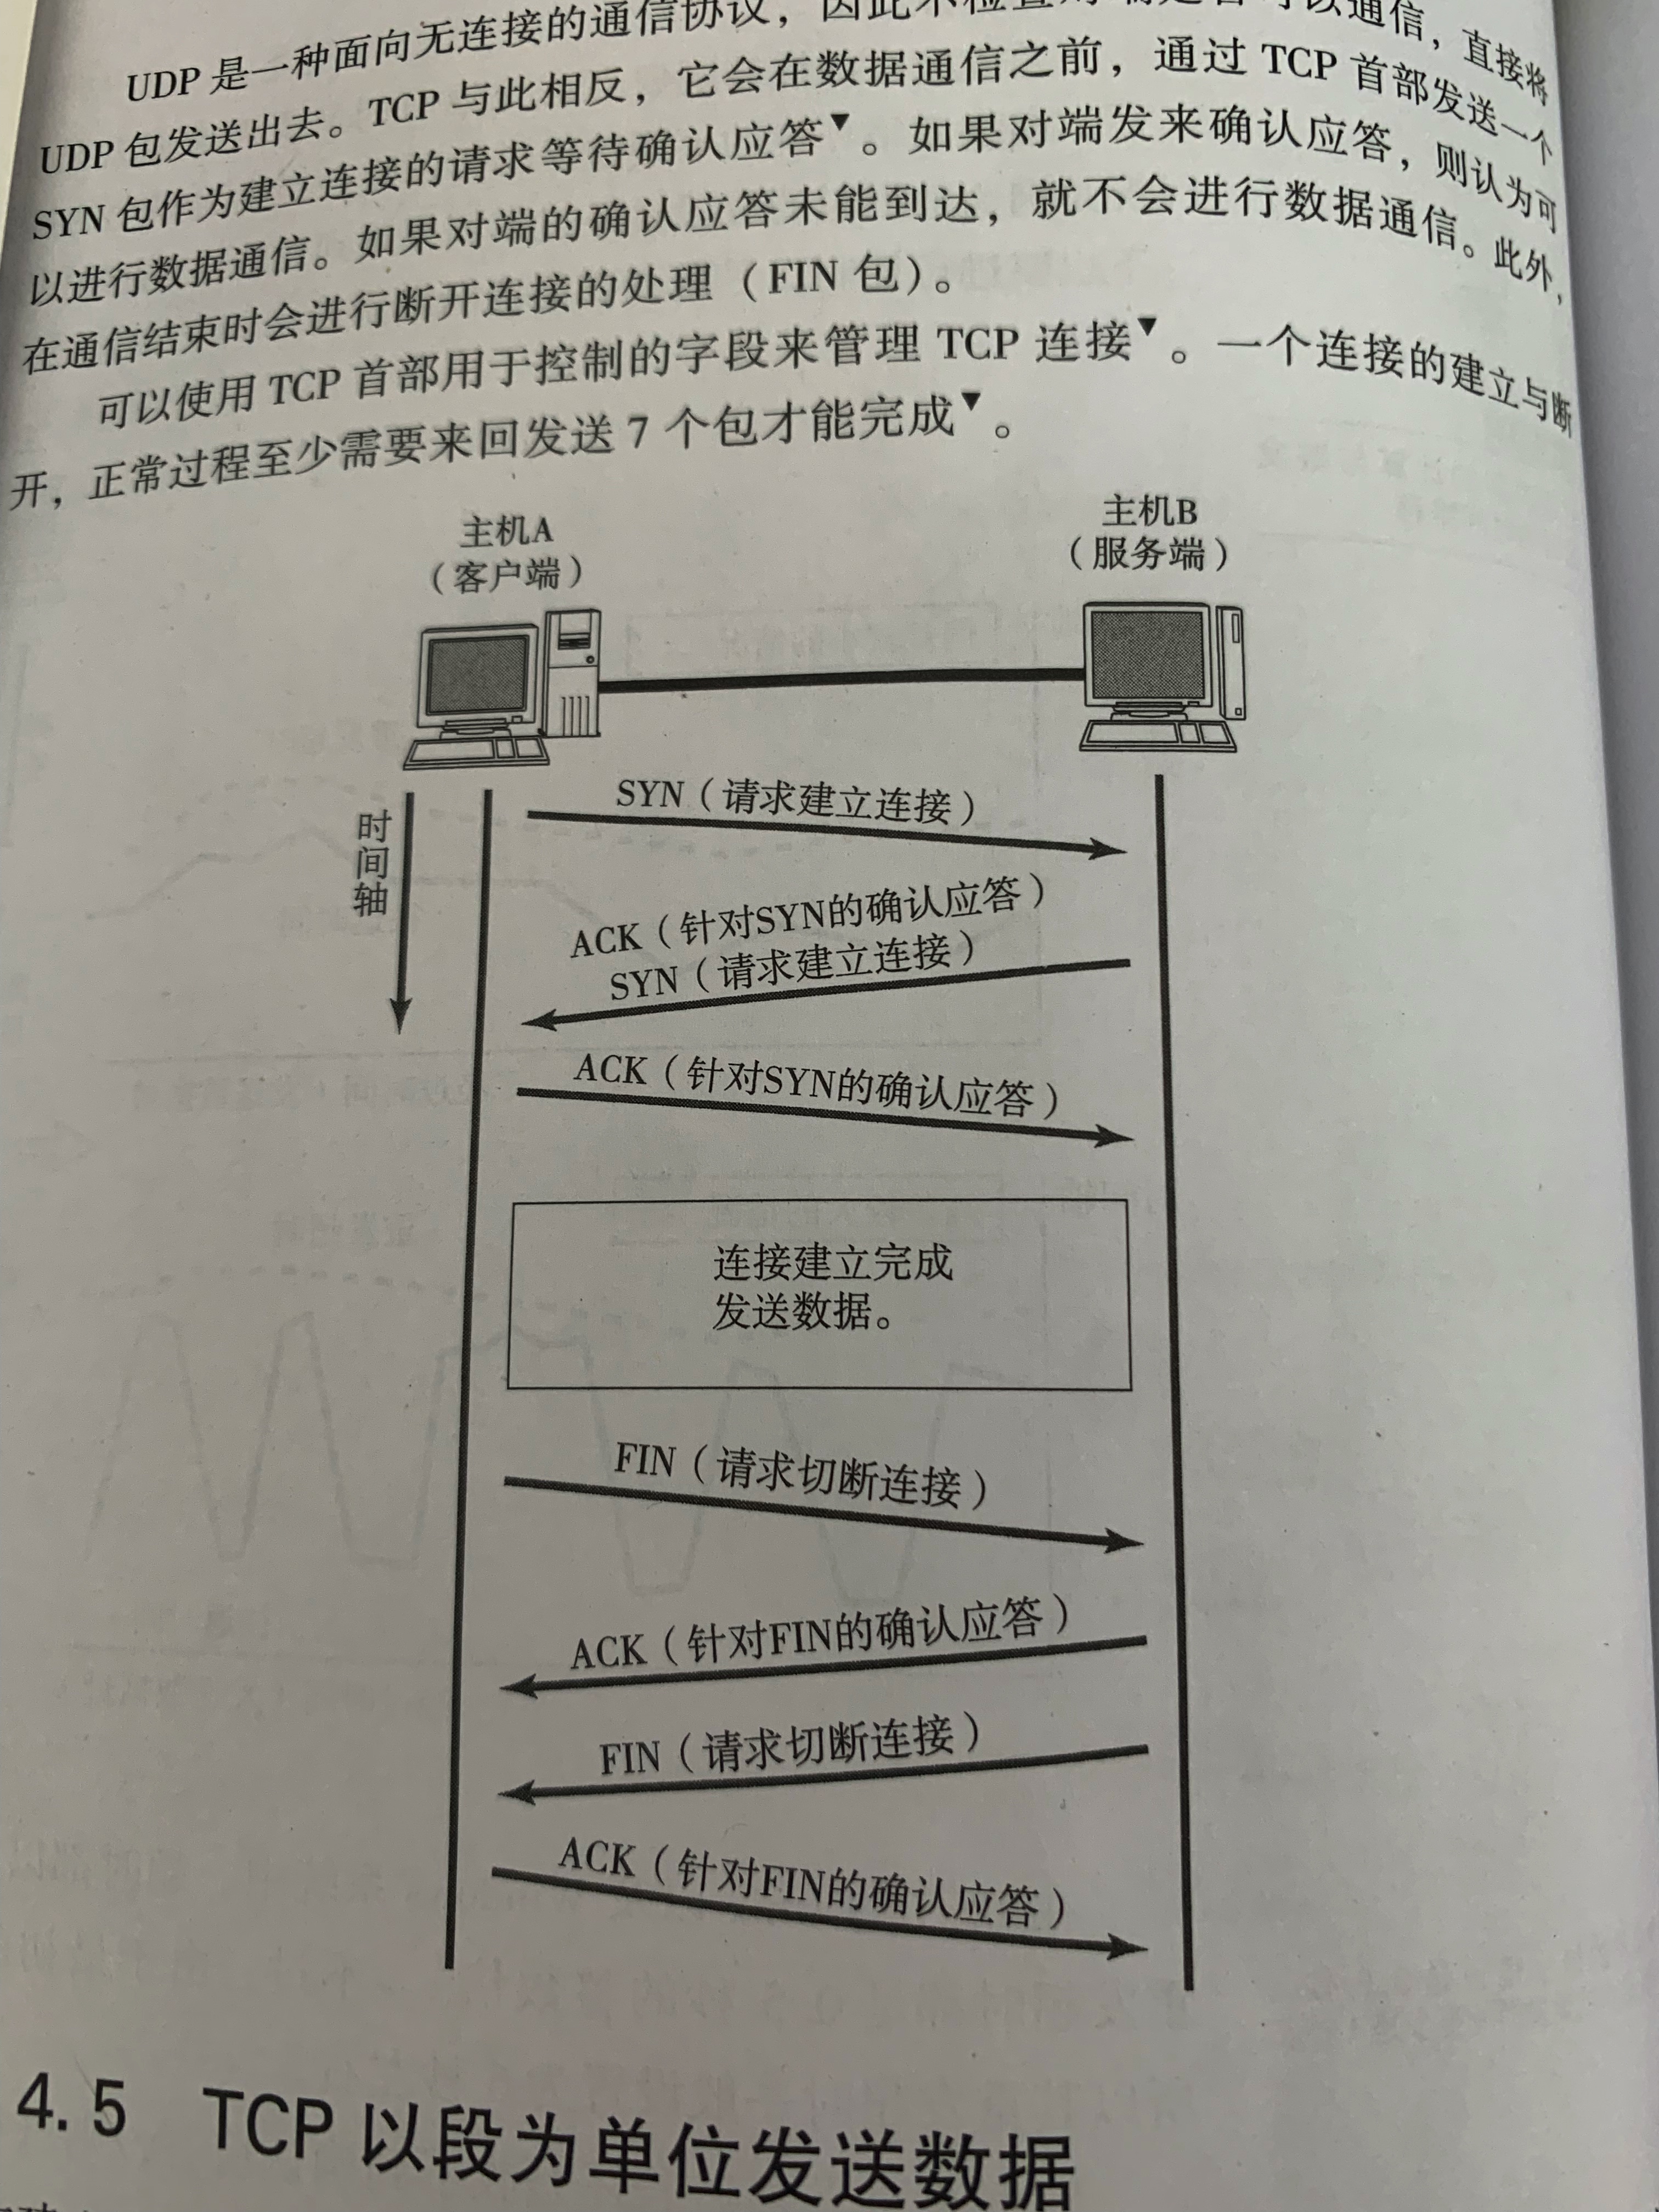 UDP 是一种面向无连接的通信协议，因此不检查对端是否可以通信，直接将
UDP 包发送出去。TCP 与此相反，它会在数据通信之前，通过 TCP 首部发送一个
SYN 包作为建立连接的请求等待确认应答▼。如果对端发来确认应答，则认为可
以进行数据通信。如果对端的确认应答未能到达，就不会进行数据通信。此外，
在通信结束时会进行断开连接的处理（FIN 包）。
可以使用 TCP 首部用于控制的字段来管理 TCP 连接▼。一个连接的建立与断
开，正常过程至少需要来回发送 7 个包才能完成▼。
主机A
（客户端）
主机B
（服务端）
时间轴
SYN（请求建立连接）
ACK（针对SYN的确认应答）
SYN（请求建立连接）
ACK（针对SYN的确认应答）
连接建立完成
发送数据。
FIN（请求切断连接）
ACK（针对FIN的确认应答）
FIN（请求切断连接）
ACK（针对FIN的确认应答）
4.5 TCP 以段为单位发送数据